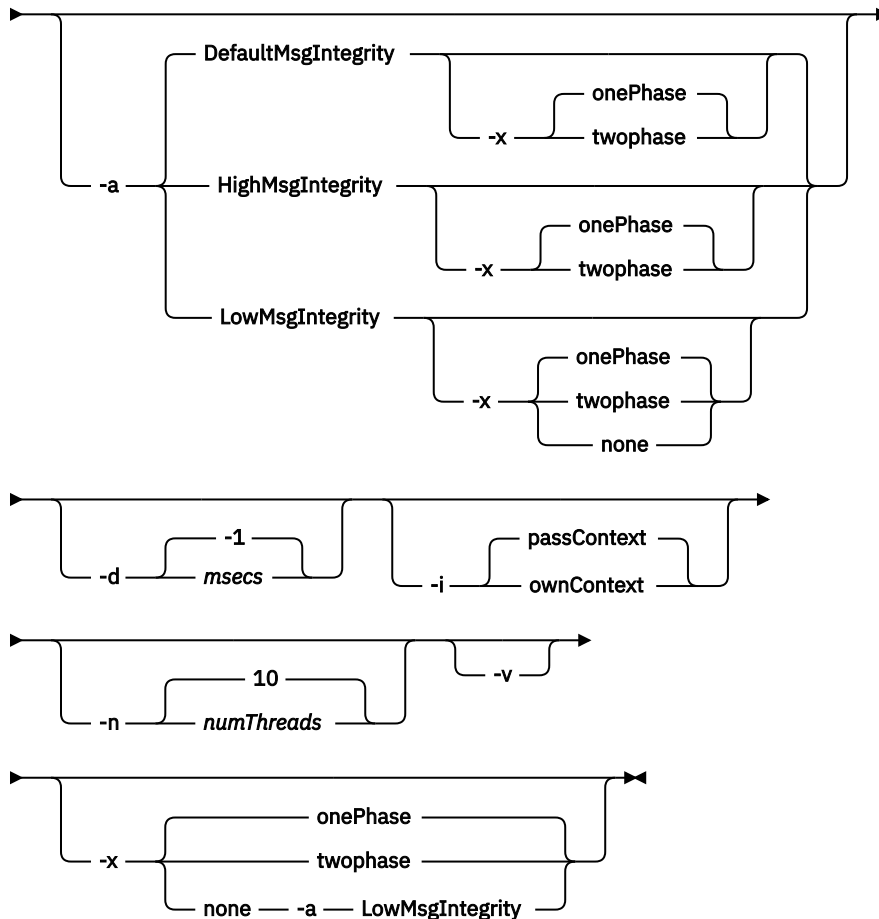 DefaultMsgIntegrity
onePhase
-x twophase
-a HighMsgIntegrity
onePhase
-x twophase
LowMsgIntegrity
onePhase
-x twophase
none
-1 passContext
-d msecs -i ownContext
10 -v
-n numThreads
onePhase
-x twophase
none -a LowMsgIntegrity